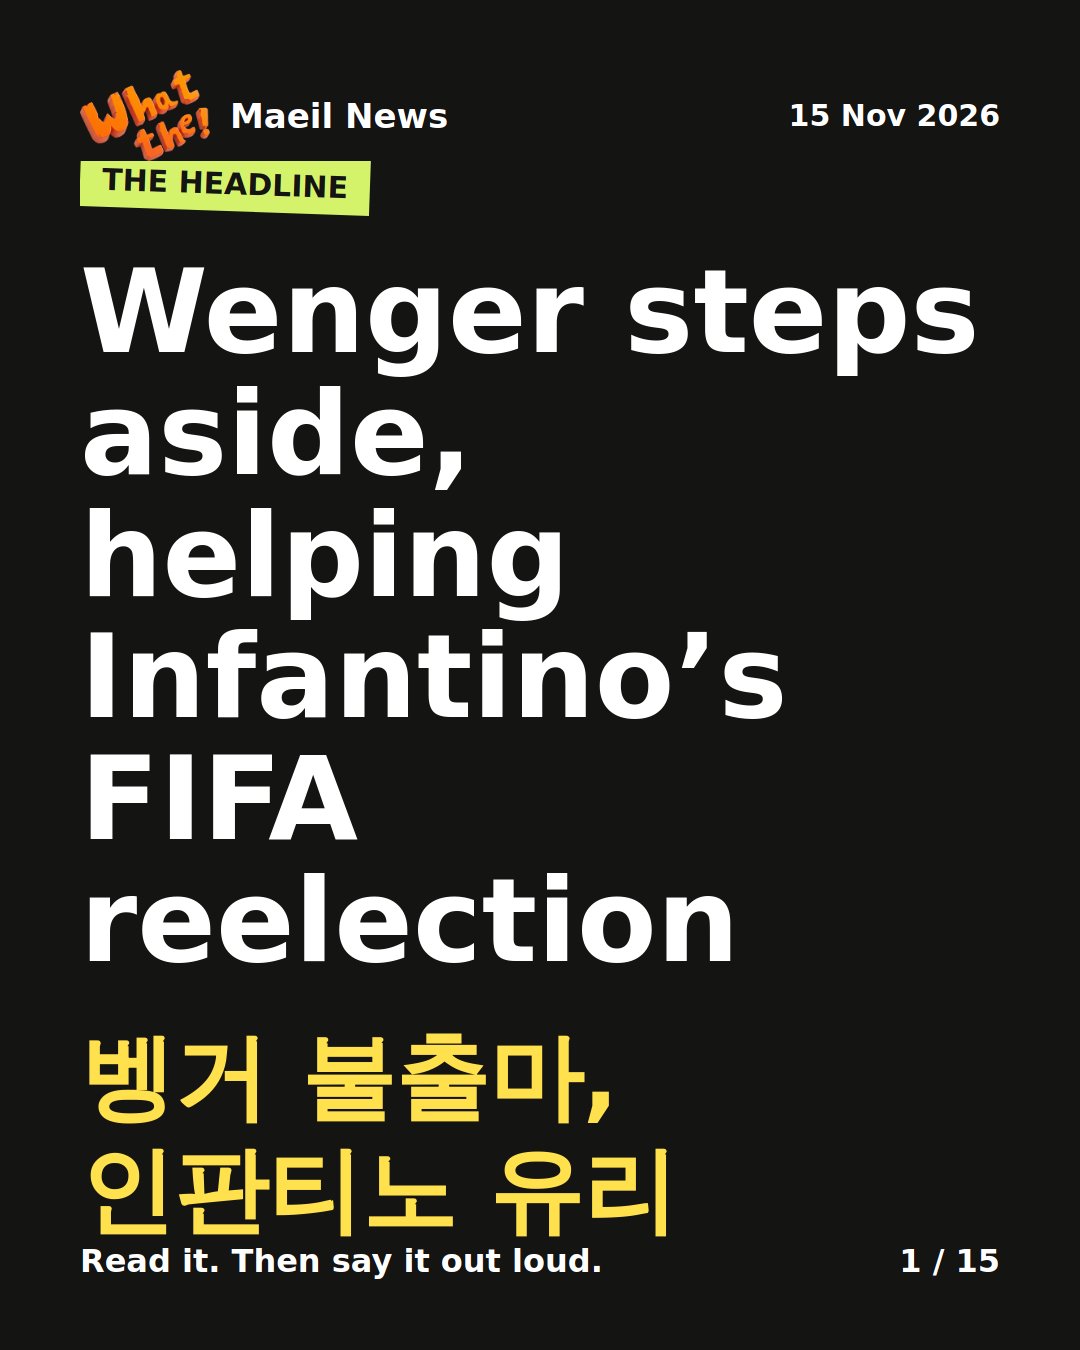 What
the!
Maeil News
15 Nov 2026
THE HEADLINE
Wenger steps
aside,
helping
Infantino’s
FIFA
reelection
벵거 불출마,
인판티노 유리
Read it. Then say it out loud.
1 / 15